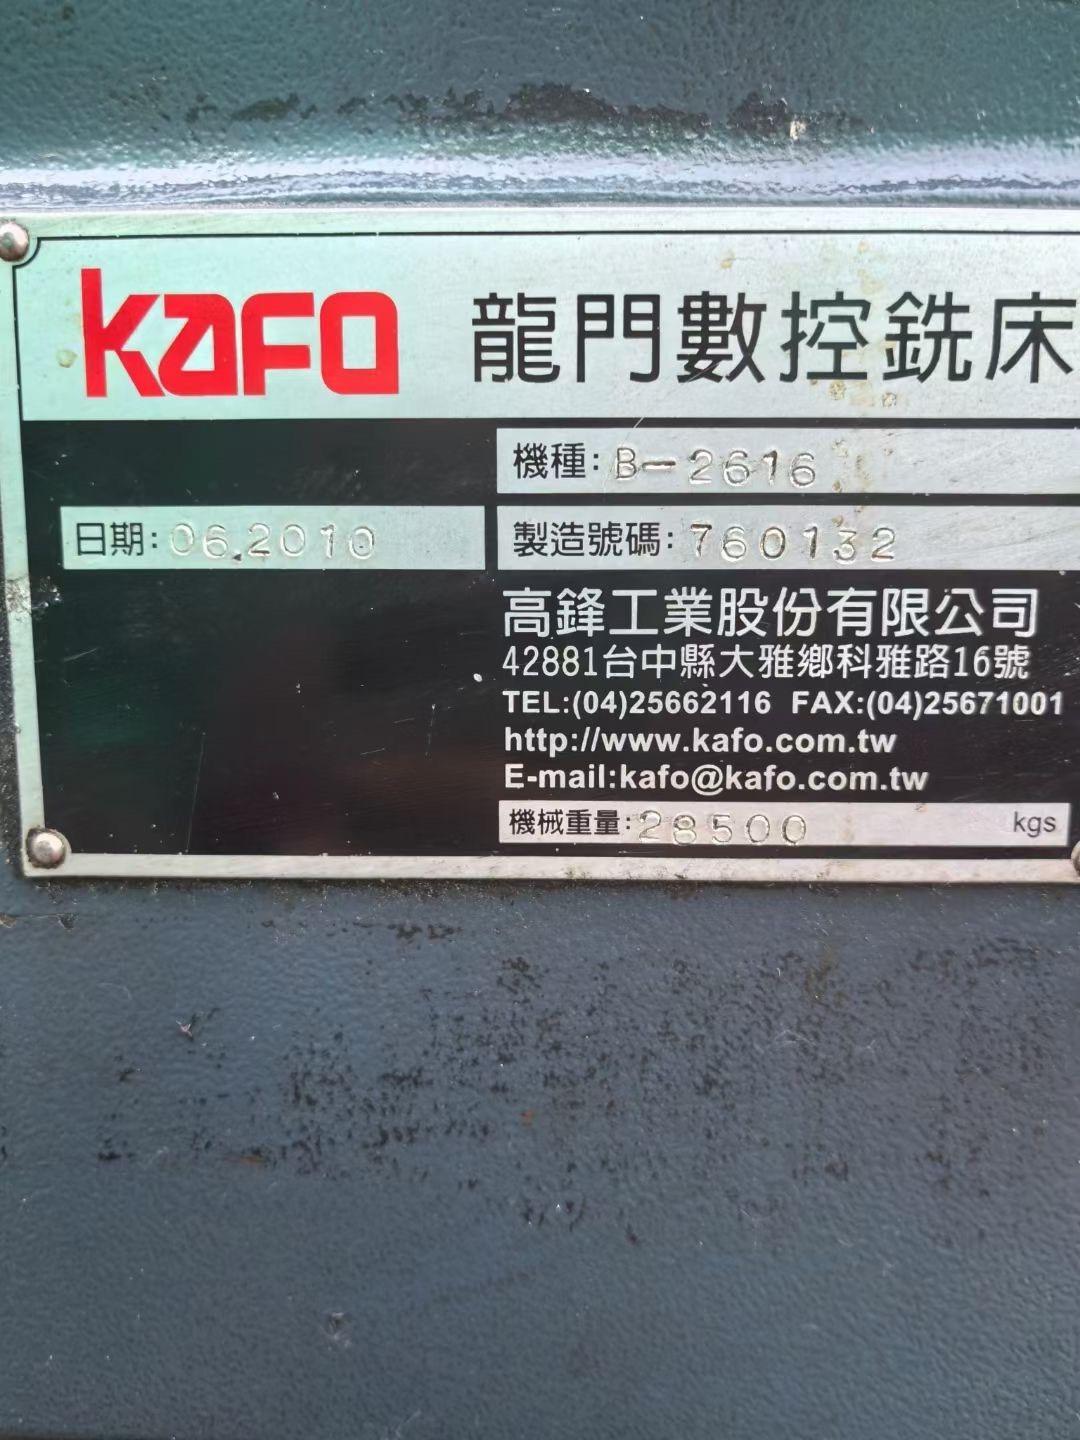 kafo 龍門數控銑床
機種:B-2616
日期:06.2010 製造號碼:760132
高鋒工業股份有限公司
42881台中縣大雅鄉科雅路16號
TEL:(04)25662116 FAX:(04)25671001
http://www.kafo.com.tw
E-mail:kafo@kafo.com.tw
機械重量:28500 kgs